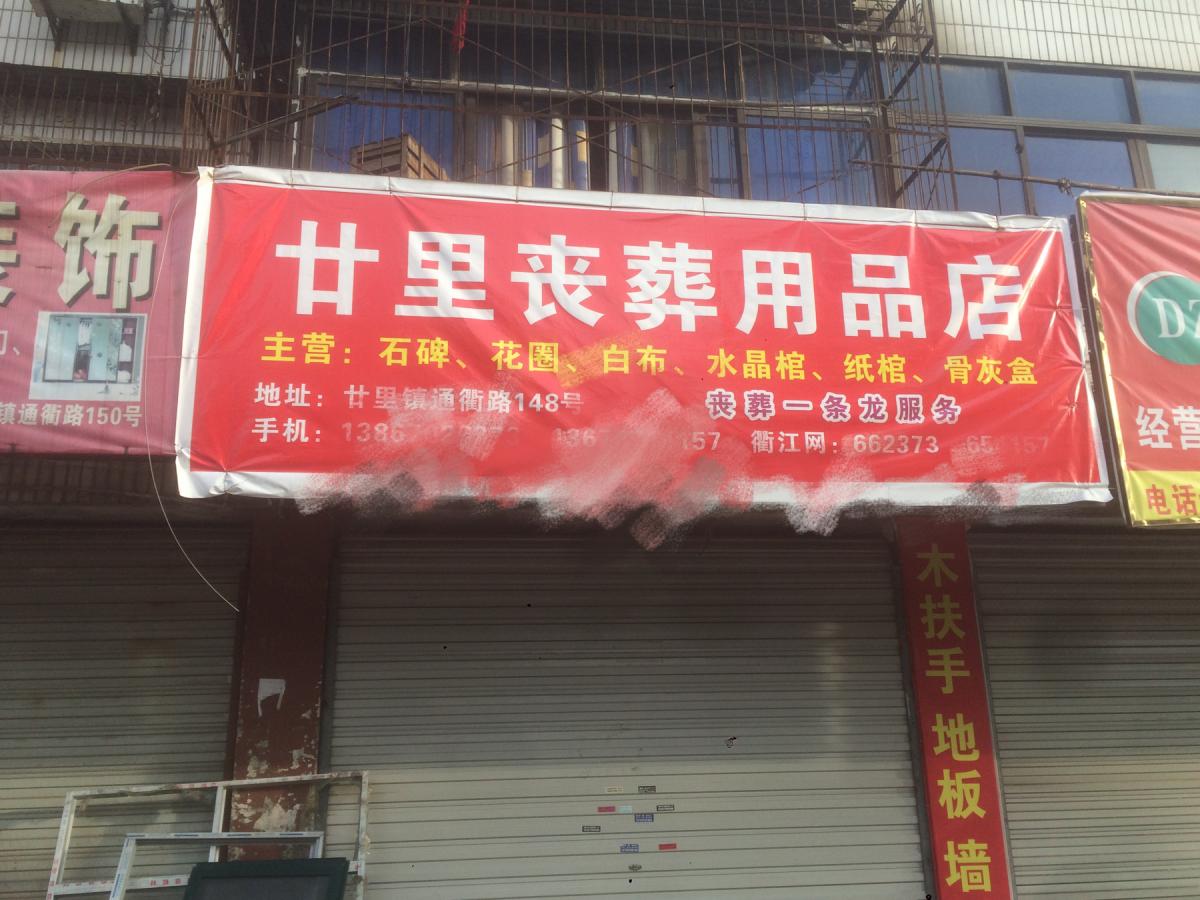 廿里丧葬用品店
主营：石碑、花圈、白布、水晶棺、纸棺、骨灰盒
地址：廿里镇通衢路148号
丧葬一条龙服务
手机：
157 衢江网：662373
饰
镇通衢路150号
经营
电话
木扶手 地板 墙